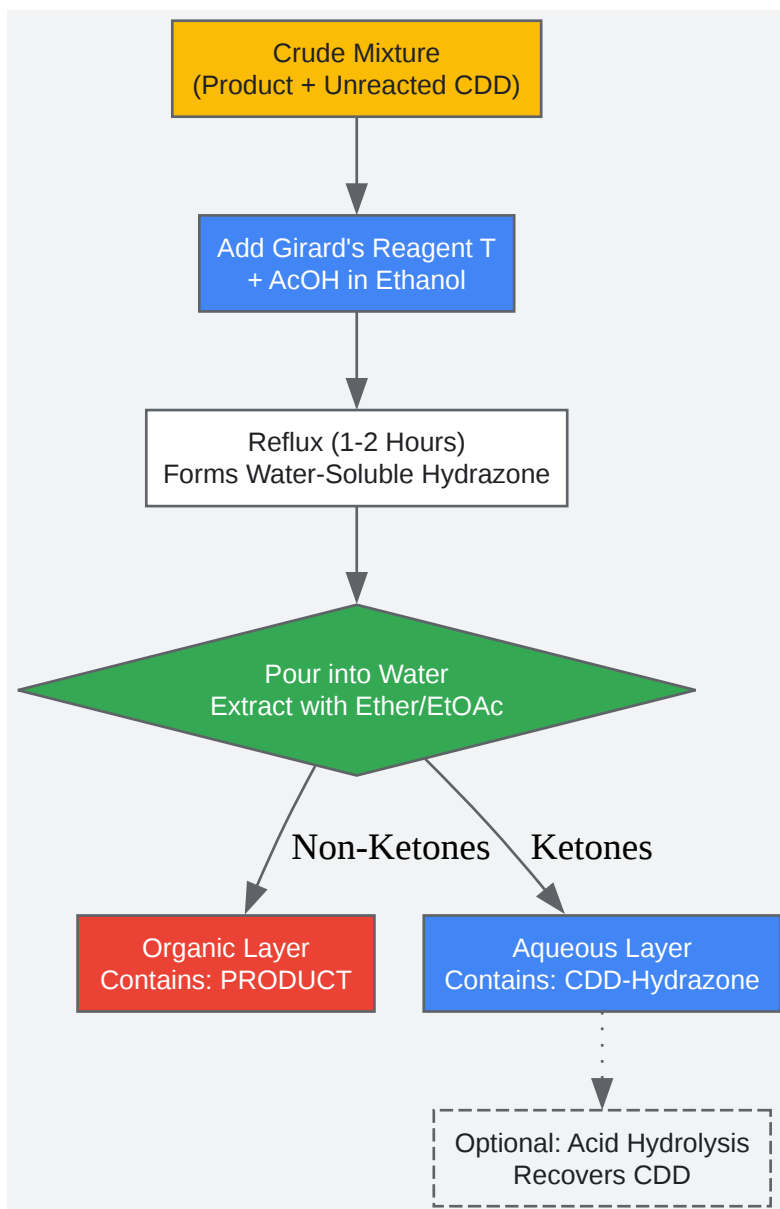 Crude Mixture
(Product + Unreacted CDD)
Add Girard's Reagent T
+ AcOH in Ethanol
Reflux (1-2 Hours)
Forms Water-Soluble Hydrazone
Pour into Water
Extract with Ether/EtOAc
Non-Ketones
Ketones
Organic Layer
Contains: PRODUCT
Aqueous Layer
Contains: CDD-Hydrazone
Optional: Acid Hydrolysis
Recovers CDD